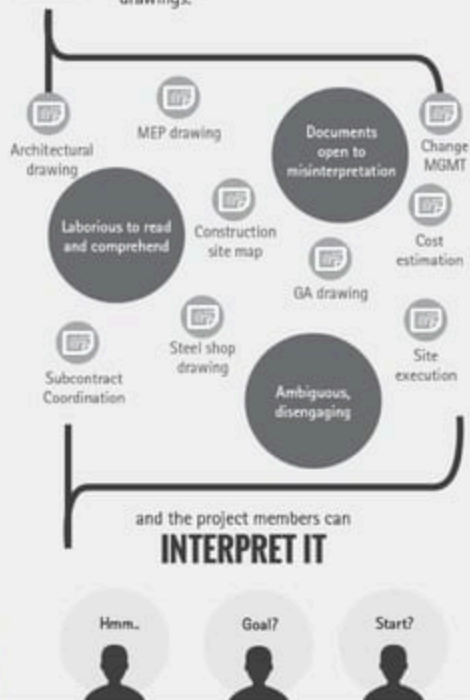 drawings.
Architectural
drawing
MEP drawing
Documents
open to
misinterpretation
Change
MGMT
Laborious to read
and comprehend
Construction
site map
Cost
estimation
GA drawing
Steel shop
drawing
Site
execution
Subcontract
Coordination
Ambiguous,
disengaging
and the project members can
INTERPRET IT
Hmm..
Goal?
Start?